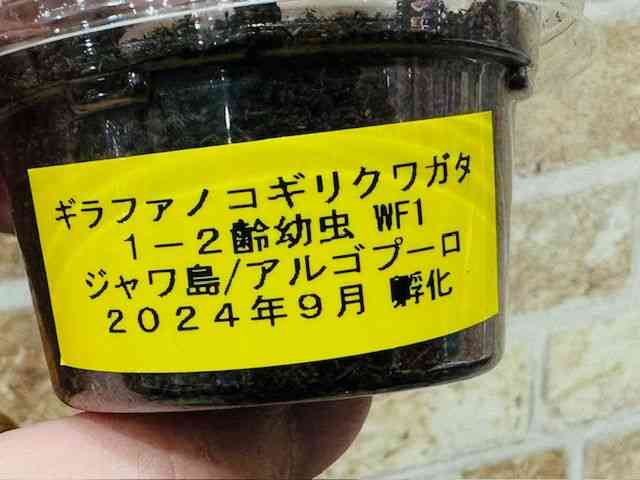 ギラファノコギリクワガタ
1－2齢幼虫 WF1
ジャワ島/アルゴプーロ
2024年9月 孵化